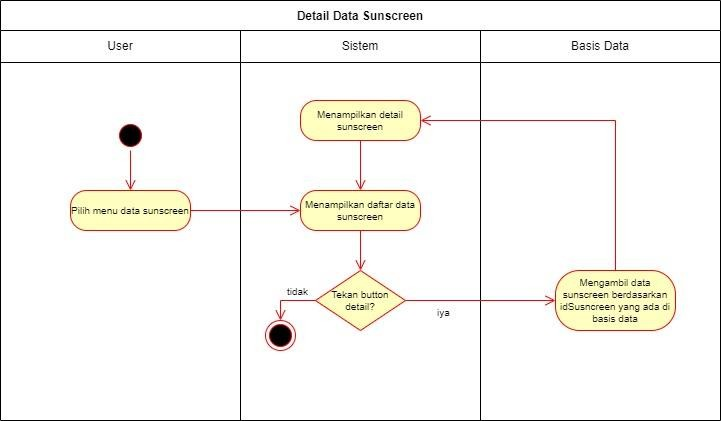 Detail Data Sunscreen
User
Sistem
Basis Data
Menampilkan detail
sunscreen
Pilih menu data sunscreen
Menampilkan daftar data
sunscreen
tidak
Tekan button
detail?
iya
Mengambil data
sunscreen berdasarkan
idSusncreen yang ada di
basis data